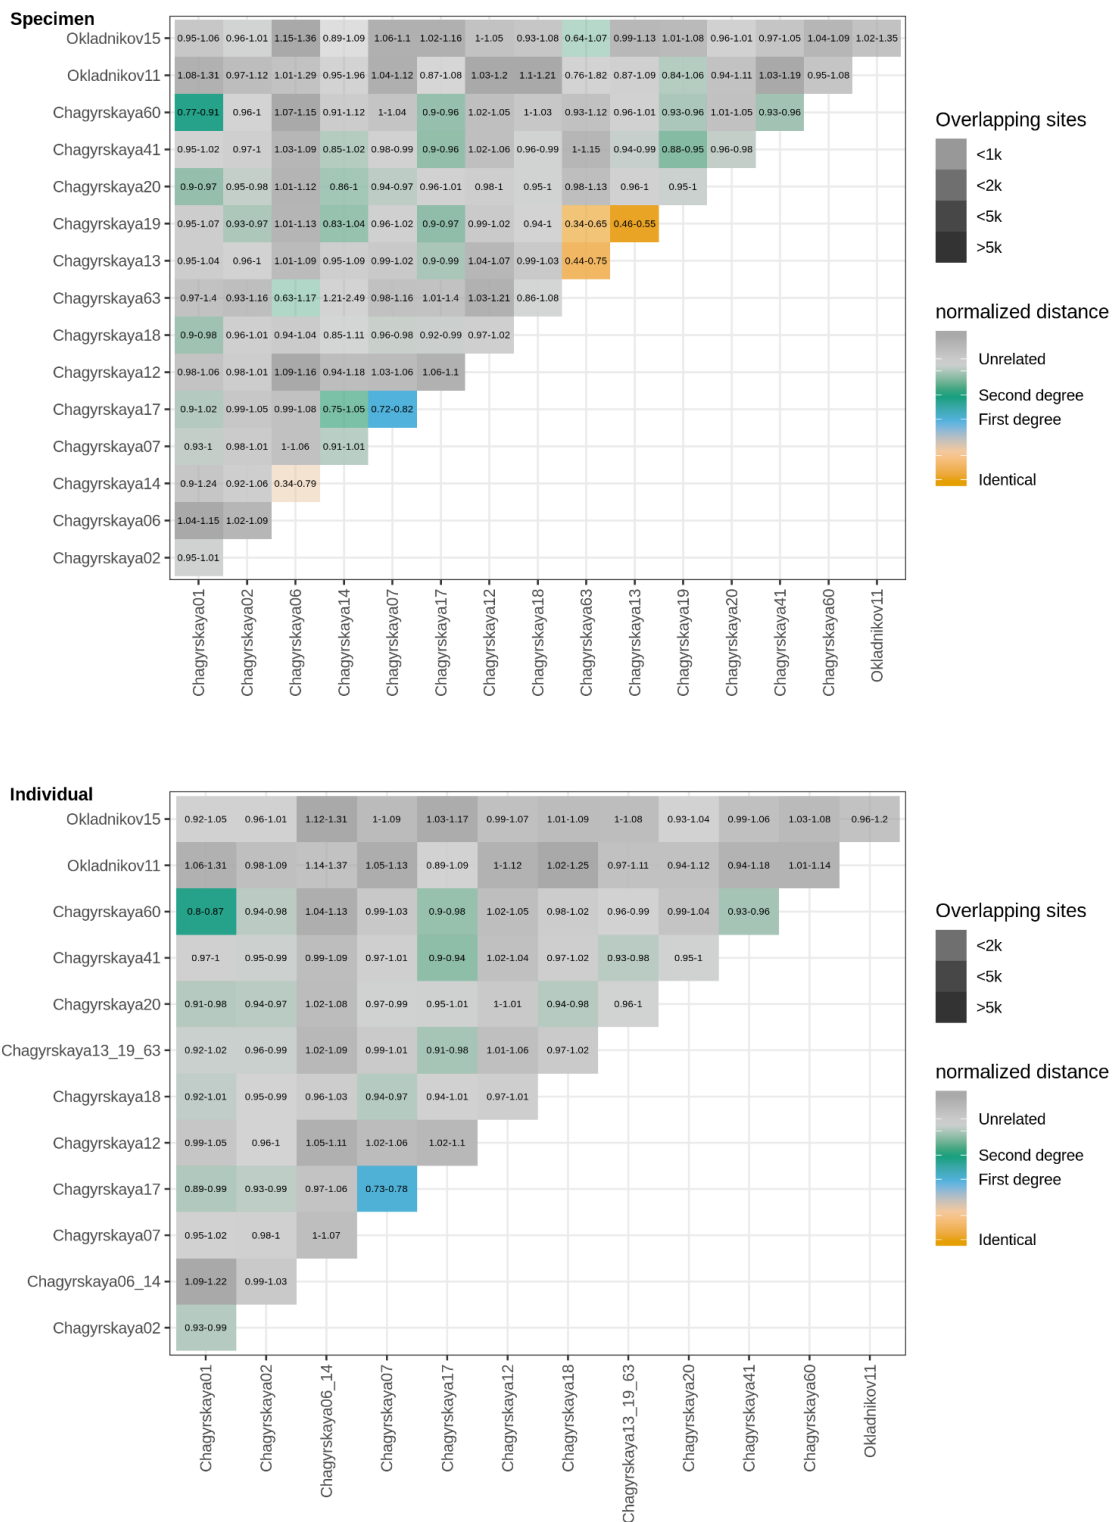 Specimen
Okladnikov15 0.95-1.06 0.96-1.01 1.15-1.36 0.89-1.09 1.06-1.1 1.02-1.16 1-1.05 0.93-1.08 0.64-1.07 0.99-1.13 1.01-1.08 0.96-1.01 0.97-1.05 1.04-1.09 1.02-1.35
Okladnikov11 1.08-1.31 0.97-1.12 1.01-1.29 0.95-1.96 1.04-1.12 0.87-1.08 1.03-1.2 1.1-1.21 0.76-1.82 0.87-1.09 0.84-1.06 0.94-1.11 1.03-1.19 0.95-1.08
Chagyrskaya60 0.77-0.91 0.96-1 1.07-1.15 0.91-1.12 1-1.04 0.9-0.96 1.02-1.05 1-1.03 0.93-1.12 0.96-1.01 0.93-0.96 1.01-1.05 0.93-0.96
Chagyrskaya41 0.95-1.02 0.97-1 1.03-1.09 0.85-1.02 0.98-0.99 0.9-0.96 1.02-1.06 0.96-0.99 1-1.15 0.94-0.99 0.88-0.95 0.96-0.98
Chagyrskaya20 0.9-0.97 0.95-0.98 1.01-1.12 0.86-1 0.94-0.97 0.96-1.01 0.98-1 0.95-1 0.98-1.13 0.96-1 0.95-1
Chagyrskaya19 0.95-1.07 0.93-0.97 1.01-1.13 0.83-1.04 0.96-1.02 0.9-0.97 0.99-1.02 0.94-1 0.34-0.65 0.46-0.55
Chagyrskaya13 0.95-1.04 0.96-1 1.01-1.09 0.95-1.09 0.99-1.02 0.9-0.99 1.04-1.07 0.99-1.03 0.44-0.75
Chagyrskaya63 0.97-1.4 0.93-1.16 0.63-1.17 1.21-2.49 0.98-1.16 1.01-1.4 1.03-1.21 0.86-1.08
Chagyrskaya18 0.9-0.98 0.96-1.01 0.94-1.04 0.85-1.11 0.96-0.98 0.92-0.99 0.97-1.02
Chagyrskaya12 0.98-1.06 0.98-1.01 1.09-1.16 0.94-1.18 1.03-1.06 1.06-1.1
Chagyrskaya17 0.9-1.02 0.99-1.05 0.99-1.08 0.75-1.05 0.72-0.82
Chagyrskaya07 0.93-1 0.98-1.01 1-1.06 0.91-1.01
Chagyrskaya14 0.9-1.24 0.92-1.06 0.34-0.79
Chagyrskaya06 1.04-1.15 1.02-1.09
Chagyrskaya02 0.95-1.01
Chagyrskaya01 Chagyrskaya02 Chagyrskaya06 Chagyrskaya14 Chagyrskaya07 Chagyrskaya17 Chagyrskaya12 Chagyrskaya18 Chagyrskaya63 Chagyrskaya13 Chagyrskaya19 Chagyrskaya20 Chagyrskaya41 Chagyrskaya60 Okladnikov11
Overlapping sites
<1k
<2k
<5k
>5k
normalized distance
Unrelated
Second degree
First degree
Identical
Individual
Okladnikov15 0.92-1.05 0.96-1.01 1.12-1.31 1-1.09 1.03-1.17 0.99-1.07 1.01-1.09 1-1.08 0.93-1.04 0.99-1.06 1.03-1.08 0.96-1.2
Okladnikov11 1.06-1.31 0.98-1.09 1.14-1.37 1.05-1.13 0.89-1.09 1-1.12 1.02-1.25 0.97-1.11 0.94-1.12 0.94-1.18 1.01-1.14
Chagyrskaya60 0.8-0.87 0.94-0.98 1.04-1.13 0.99-1.03 0.9-0.98 1.02-1.05 0.98-1.02 0.96-0.99 0.99-1.04 0.93-0.96
Chagyrskaya41 0.97-1 0.95-0.99 0.99-1.09 0.97-1.01 0.9-0.94 1.02-1.04 0.97-1.02 0.93-0.98 0.95-1
Chagyrskaya20 0.91-0.98 0.94-0.97 1.02-1.08 0.97-0.99 0.95-1.01 1-1.01 0.94-0.98 0.96-1
Chagyrskaya13_19_63 0.92-1.02 0.96-0.99 1.02-1.09 0.99-1.01 0.91-0.98 1.01-1.06 0.97-1.02
Chagyrskaya18 0.92-1.01 0.95-0.99 0.96-1.03 0.94-0.97 0.94-1.01 0.97-1.01
Chagyrskaya12 0.99-1.05 0.96-1 1.05-1.11 1.02-1.06 1.02-1.1
Chagyrskaya17 0.89-0.99 0.93-0.99 0.97-1.06 0.73-0.78
Chagyrskaya07 0.95-1.02 0.98-1 1-1.07
Chagyrskaya06_14 1.09-1.22 0.99-1.03
Chagyrskaya02 0.93-0.99
Chagyrskaya01 Chagyrskaya02 Chagyrskaya06_14 Chagyrskaya07 Chagyrskaya17 Chagyrskaya12 Chagyrskaya18 Chagyrskaya13_19_63 Chagyrskaya20 Chagyrskaya41 Chagyrskaya60 Okladnikov11
Overlapping sites
<2k
<5k
>5k
normalized distance
Unrelated
Second degree
First degree
Identical